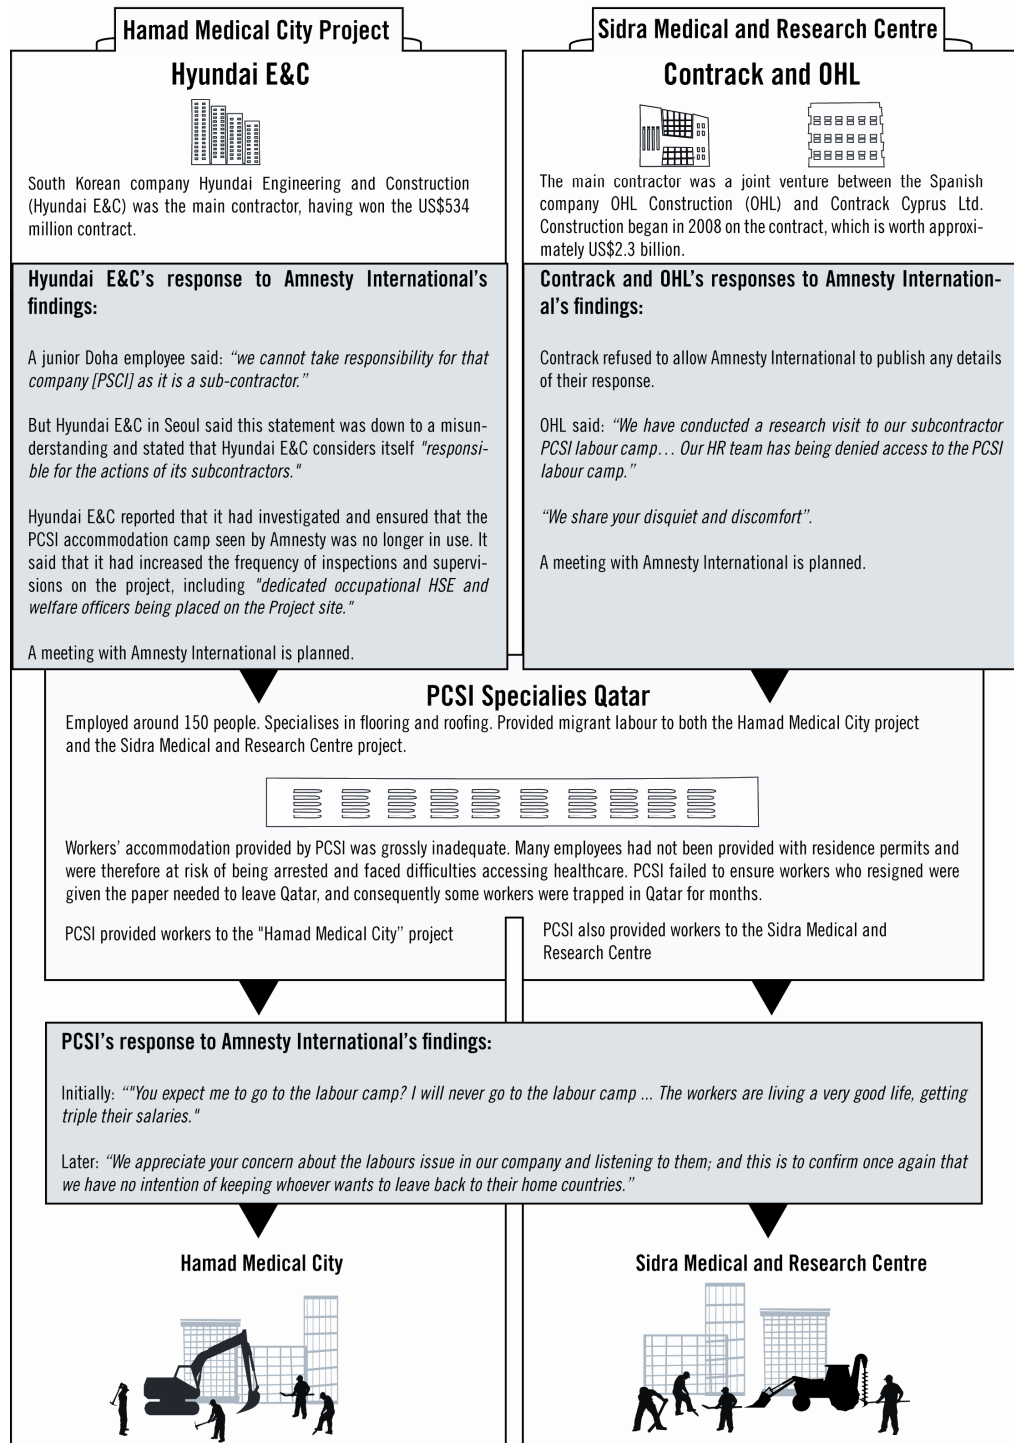 Hamad Medical City Project
Hyundai E&C
South Korean company Hyundai Engineering and Construction
(Hyundai E&C) was the main contractor, having won the US$534
million contract.
Hyundai E&C's response to Amnesty International's
findings:
A junior Doha employee said: “we cannot take responsibility for that
company [PSCI] as it is a sub-contractor.”
But Hyundai E&C in Seoul said this statement was down to a misun-
derstanding and stated that Hyundai E&C considers itself "responsi-
ble for the actions of its subcontractors."
Hyundai E&C reported that it had investigated and ensured that the
PCSI accommodation camp seen by Amnesty was no longer in use. It
said that it had increased the frequency of inspections and supervi-
sions on the project, including "dedicated occupational HSE and
welfare officers being placed on the Project site."
A meeting with Amnesty International is planned.
Sidra Medical and Research Centre
Contrack and OHL
The main contractor was a joint venture between the Spanish
company OHL Construction (OHL) and Contrack Cyprus Ltd.
Construction began in 2008 on the contract, which is worth approxi-
mately US$2.3 billion.
Contrack and OHL's responses to Amnesty Internation-
al's findings:
Contrack refused to allow Amnesty International to publish any details
of their response.
OHL said: “We have conducted a research visit to our subcontractor
PCSI labour camp… Our HR team has being denied access to the PCSI
labour camp.”
“We share your disquiet and discomfort”.
A meeting with Amnesty International is planned.
PCSI Specialies Qatar
Employed around 150 people. Specialises in flooring and roofing. Provided migrant labour to both the Hamad Medical City project
and the Sidra Medical and Research Centre project.
Workers’ accommodation provided by PCSI was grossly inadequate. Many employees had not been provided with residence permits and
were therefore at risk of being arrested and faced difficulties accessing healthcare. PCSI failed to ensure workers who resigned were
given the paper needed to leave Qatar, and consequently some workers were trapped in Qatar for months.
PCSI provided workers to the "Hamad Medical City” project
PCSI also provided workers to the Sidra Medical and
Research Centre
PCSI’s response to Amnesty International’s findings:
Initially: “"You expect me to go to the labour camp? I will never go to the labour camp ... The workers are living a very good life, getting
triple their salaries."
Later: “We appreciate your concern about the labours issue in our company and listening to them; and this is to confirm once again that
we have no intention of keeping whoever wants to leave back to their home countries.”
Hamad Medical City
Sidra Medical and Research Centre